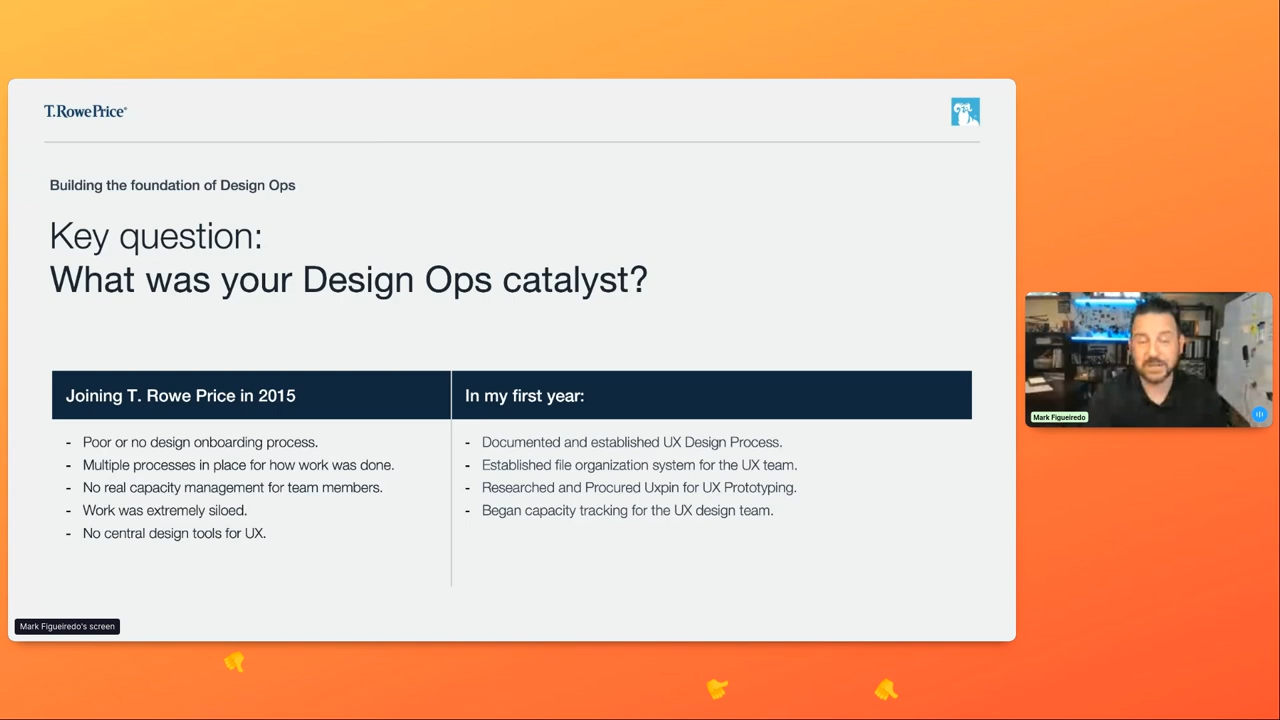 T.RowePrice®
Building the foundation of Design Ops
Key question:
What was your Design Ops catalyst?
Joining T. Rowe Price in 2015
- Poor or no design onboarding process.
- Multiple processes in place for how work was done.
- No real capacity management for team members.
- Work was extremely siloed.
- No central design tools for UX.
In my first year:
- Documented and established UX Design Process.
- Established file organization system for the UX team.
- Researched and Procured Uxpin for UX Prototyping.
- Began capacity tracking for the UX design team.
Mark Figueiredo's screen
Mark Figueiredo